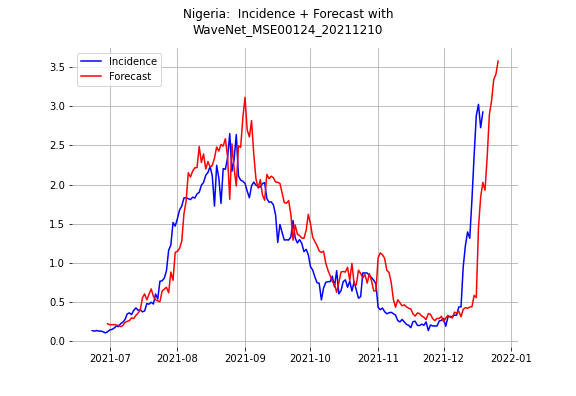 Nigeria:  Incidence + Forecast with
WaveNet_MSE00124_20211210
Incidence
Forecast
3.5
3.0
2.5
2.0
1.5
1.0
0.5
0.0
2021-07 2021-08 2021-09 2021-10 2021-11 2021-12 2022-01